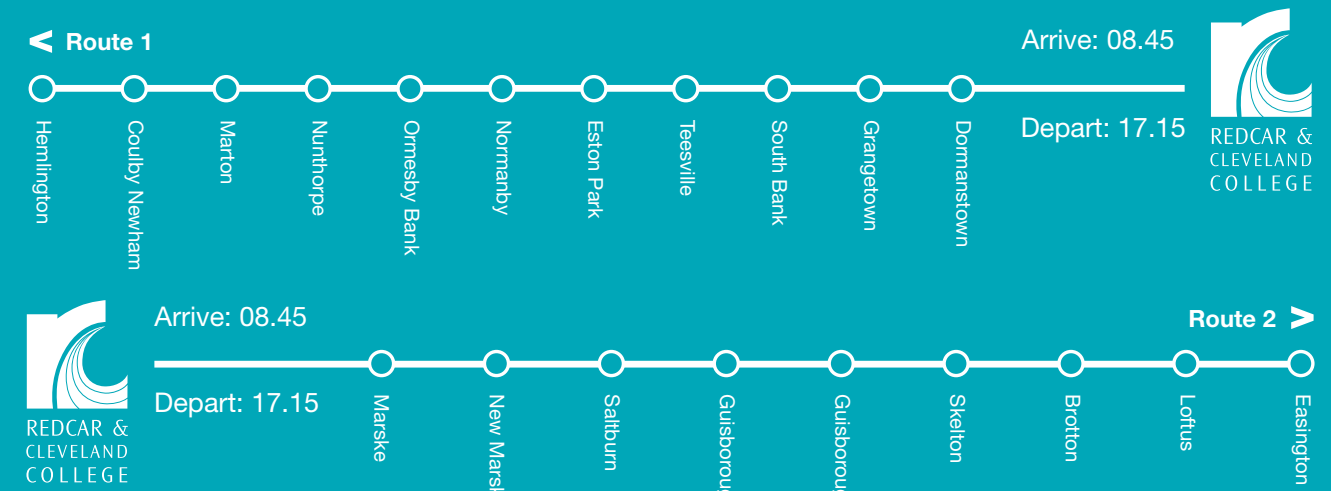 < Route 1
Arrive: 08.45
Depart: 17.15
Hemlington
Coulby Newham
Marton
Nunthorpe
Ormesby Bank
Normanby
Eston Park
Teesville
South Bank
Grangetown
Dormanstown
REDCAR &
CLEVELAND
COLLEGE
Arrive: 08.45
Depart: 17.15
Route 2 >
REDCAR &
CLEVELAND
COLLEGE
Marske
New
Saltburn
Skelton
Brotton
Loftus
Easington